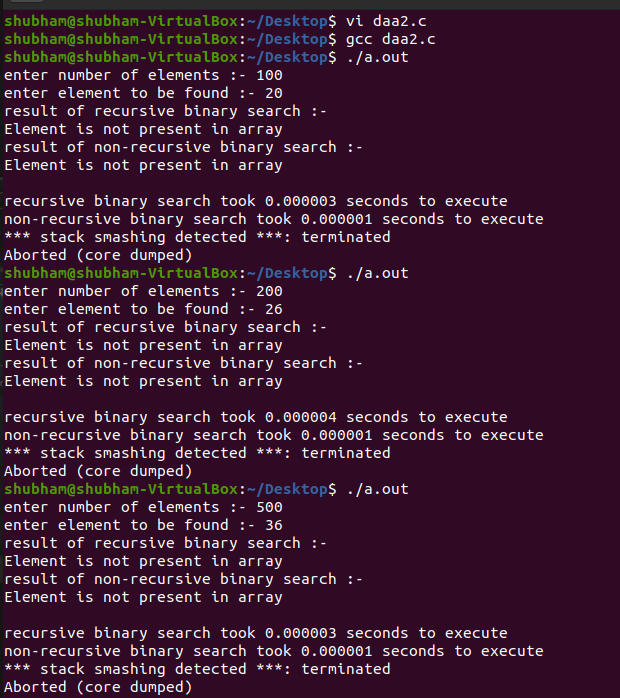 shubham@shubham-VirtualBox:~/Desktop$ vi daa2.c
shubham@shubham-VirtualBox:~/Desktop$ gcc daa2.c
shubham@shubham-VirtualBox:~/Desktop$ ./a.out
enter number of elements :- 100
enter element to be found :- 20
result of recursive binary search :-
Element is not present in array
result of non-recursive binary search :-
Element is not present in array

recursive binary search took 0.000003 seconds to execute
non-recursive binary search took 0.000001 seconds to execute
*** stack smashing detected ***: terminated
Aborted (core dumped)
shubham@shubham-VirtualBox:~/Desktop$ ./a.out
enter number of elements :- 200
enter element to be found :- 26
result of recursive binary search :-
Element is not present in array
result of non-recursive binary search :-
Element is not present in array

recursive binary search took 0.000004 seconds to execute
non-recursive binary search took 0.000001 seconds to execute
*** stack smashing detected ***: terminated
Aborted (core dumped)
shubham@shubham-VirtualBox:~/Desktop$ ./a.out
enter number of elements :- 500
enter element to be found :- 36
result of recursive binary search :-
Element is not present in array
result of non-recursive binary search :-
Element is not present in array

recursive binary search took 0.000003 seconds to execute
non-recursive binary search took 0.000001 seconds to execute
*** stack smashing detected ***: terminated
Aborted (core dumped)